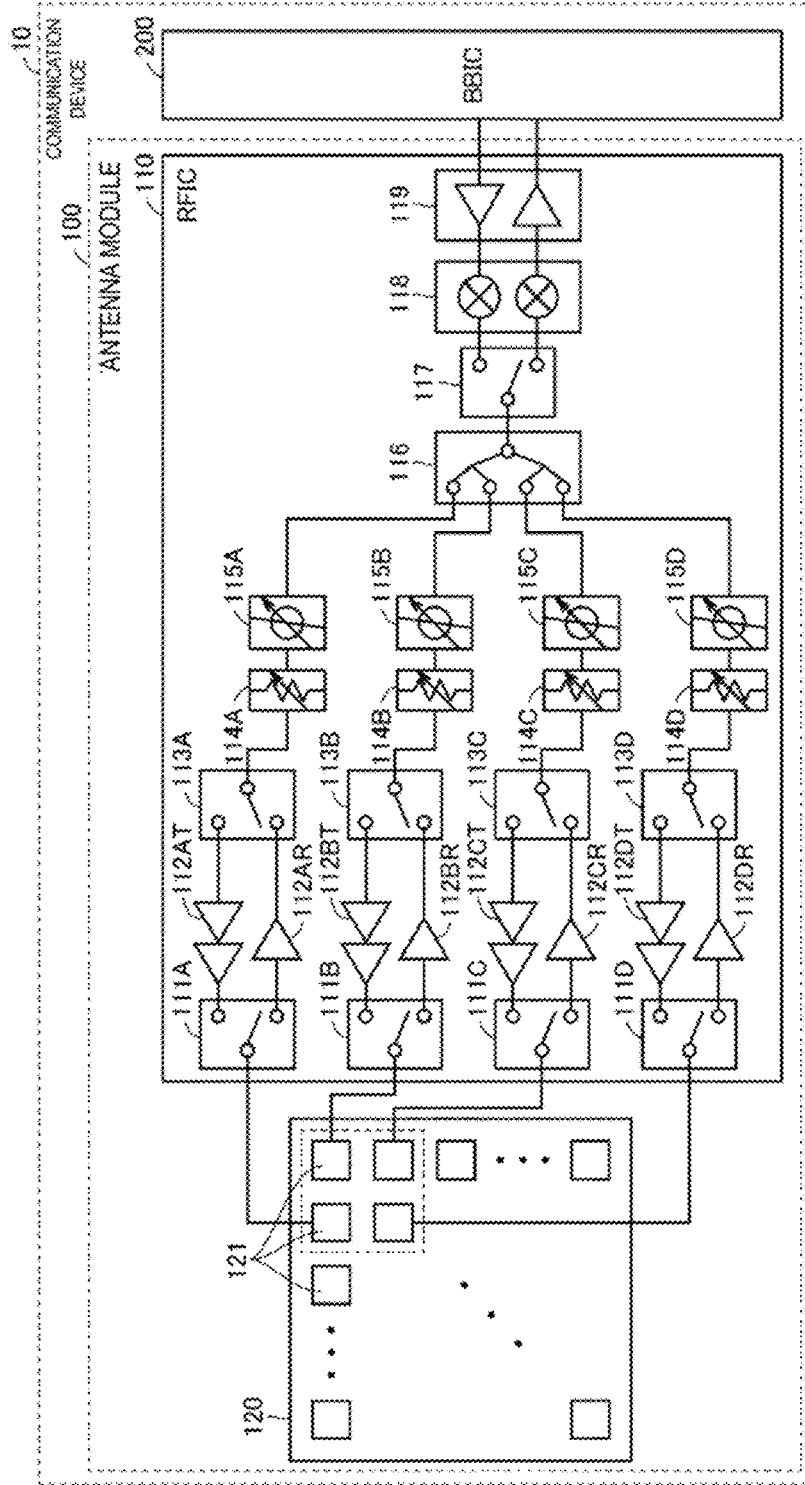 10
COMMUNICATION
DEVICE
100
ANTENNA MODULE
200
BBIC
110
RFIC
119
118
117
116
115A
115B
115C
115D
114A
114B
114C
114D
113A
113B
113C
113D
112AT
112BT
112CT
112DT
112AR
112BR
112CR
112DR
111A
111B
111C
111D
121
120